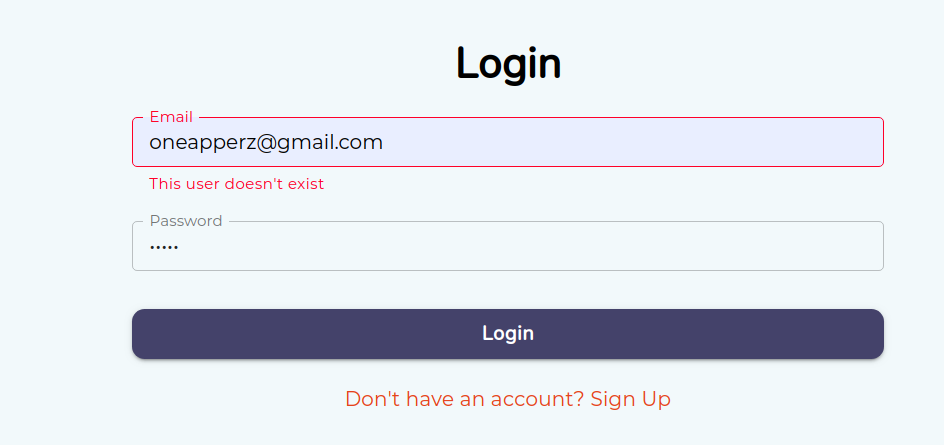 Login
Email
oneapperz@gmail.com
This user doesn't exist
Password
•••••
Login
Don't have an account? Sign Up